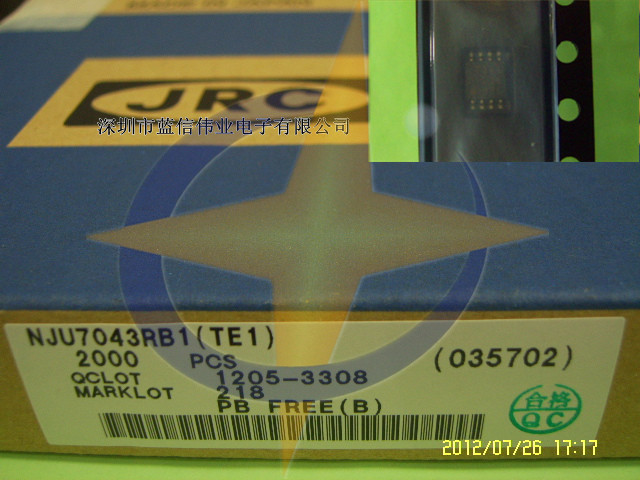 JRC
深圳市蓝信伟业电子有限公司
NJU7043RB1(TE1)
2000 PCS (035702)
QCLOT 1205-3308
MARKLOT 218
PB FREE(B)
合格
QC
2012/07/26 17:17